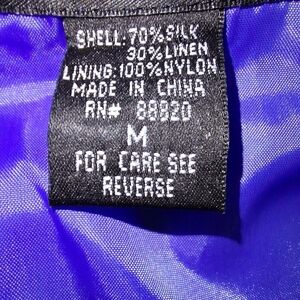 SHELL: 70% SILK
30% LINEN
LINING: 100% NYLON
MADE IN CHINA
RN# 88820
M
FOR CARE SEE
REVERSE